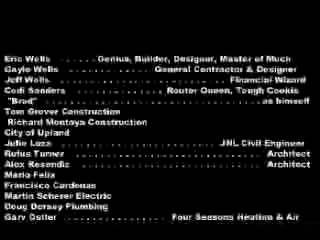 Eric Wells ............... Genius, Builder, Designer, Master of Much
Gayle Wells ............. General Contractor & Designer
Jeff Wells ......................... Financial Wizard
Codi Sanders ............... Router Queen, Tough Cookie
"Brad" ................................. as himself
Tom Grover Construction
Richard Montoya Construction
City of Upland
Julie ......................... JNL Civil Engineer
Rufus Turner ............................... Architect
Alex Resendiz .............................. Architect
Mario Felix
Francisco Cardenas
Martin Scherer Electric
Doug Dorsey Plumbing
Gary Oslter ................ Four Seasons Heating & Air